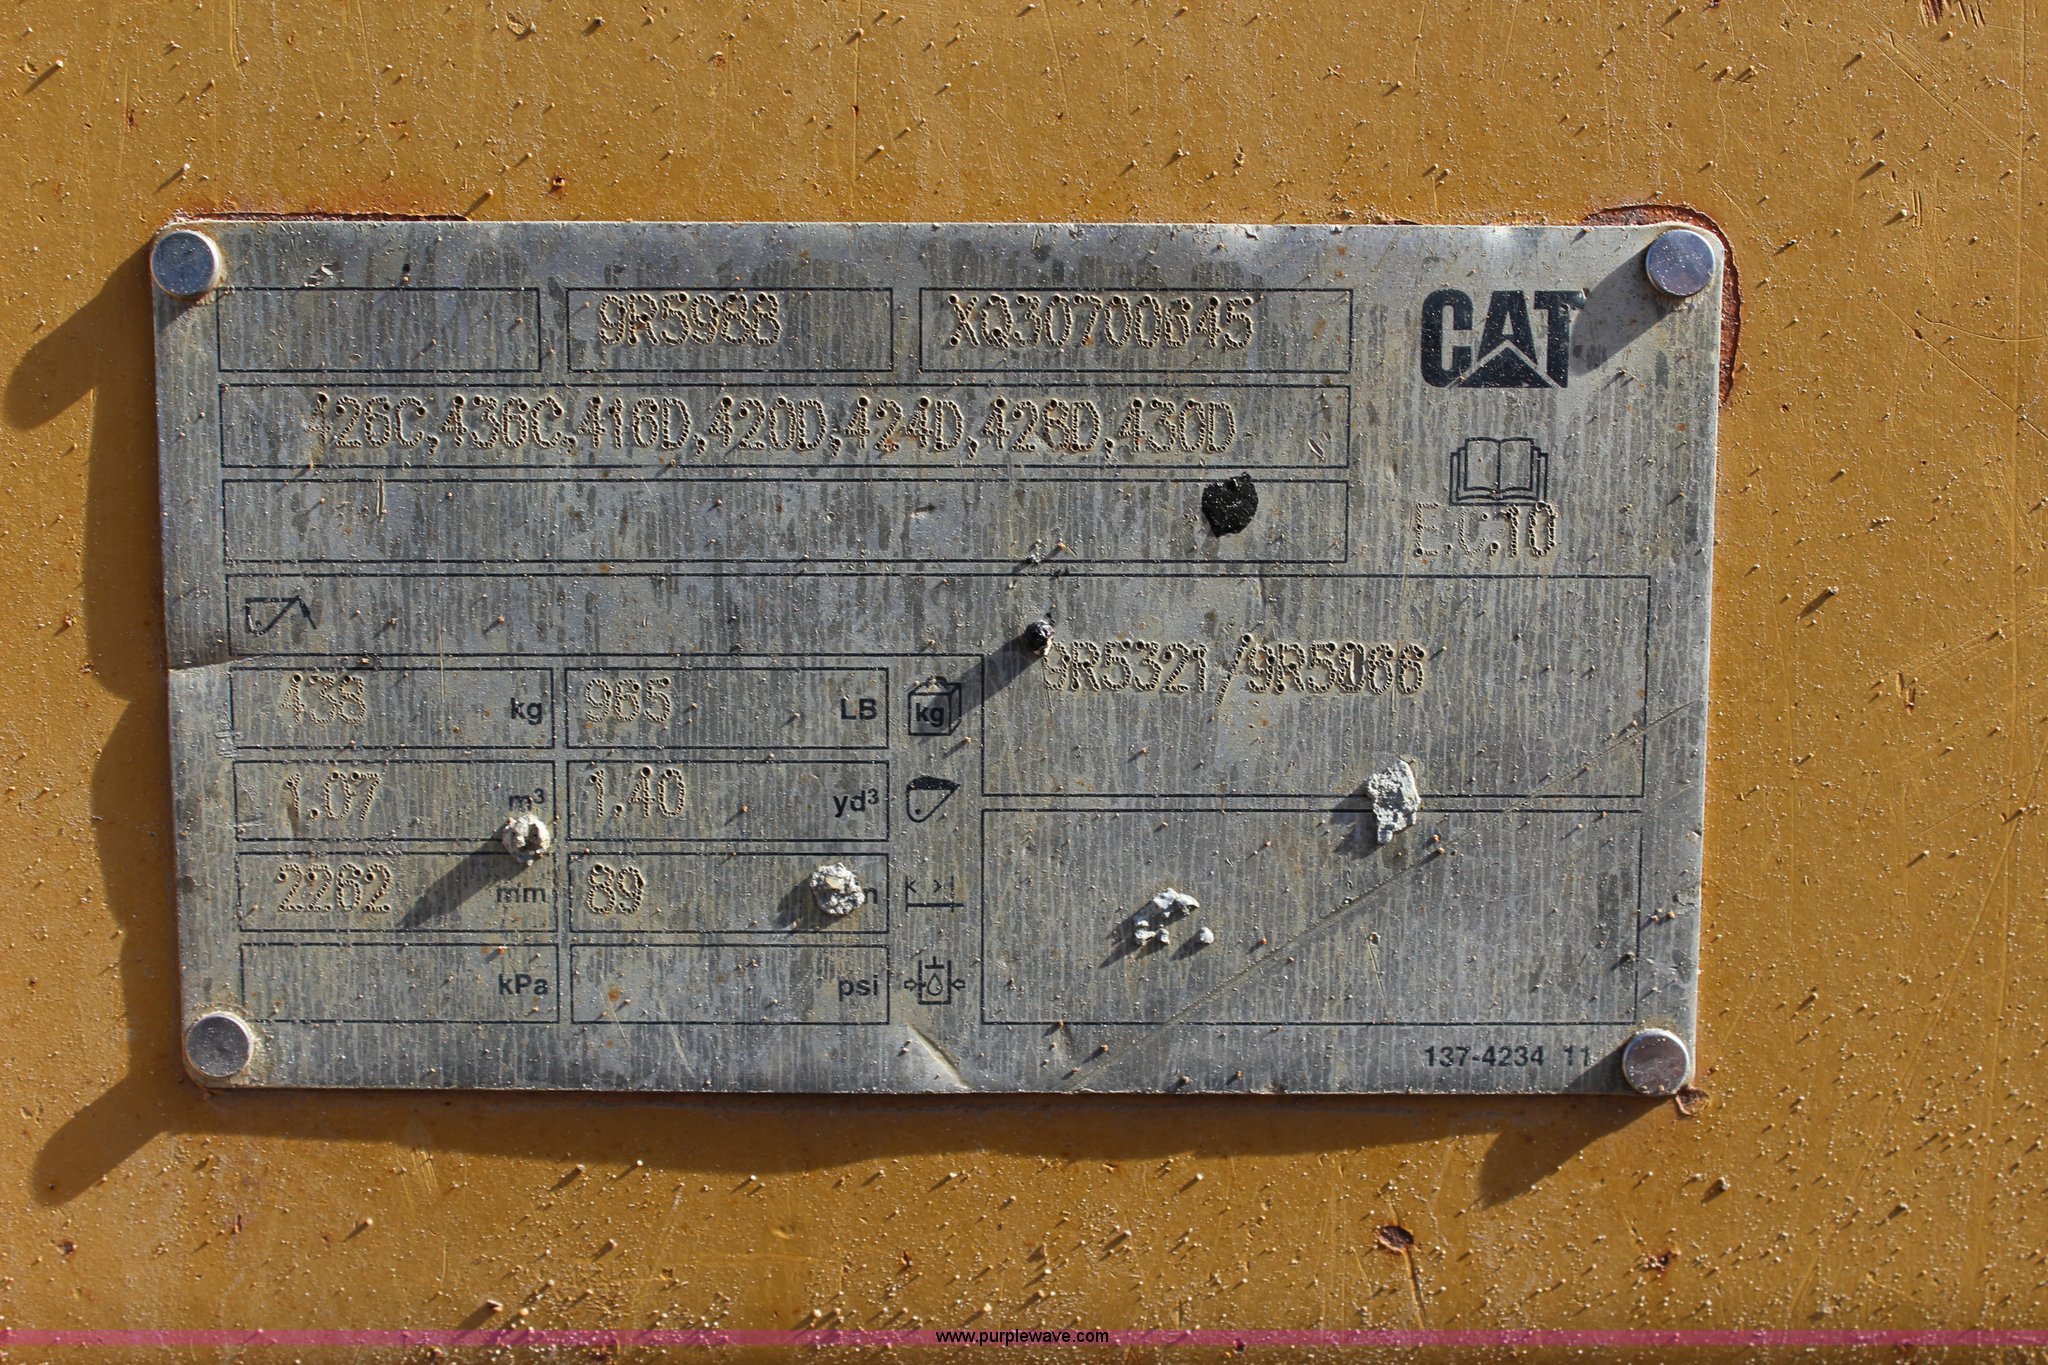 9R5988 XQ30700645 CAT
426C,436C,416D,420D,424D,428D,430D
E.C.10
9R5321/9R5066
438 kg 965 LB kg
1.07 m³ 1.40 yd³
2262 mm 89
kPa psi
137-4234 11
www.purplewave.com